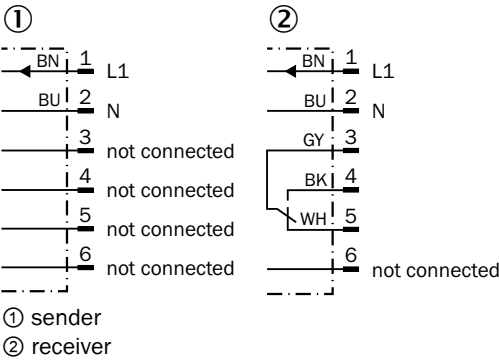 ① ②
BN 1 L1 BN 1 L1
BU 2 N BU 2 N
3 not connected GY 3
4 not connected BK 4
5 not connected WH 5
6 not connected 6 not connected
① sender
② receiver